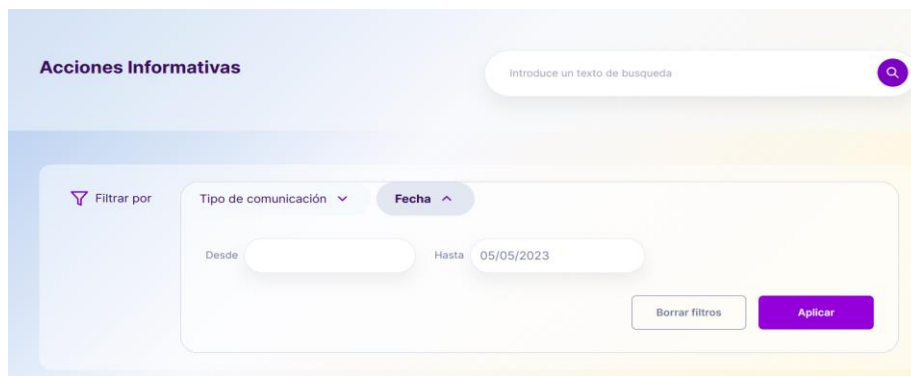 Acciones Informativas
Introduce un texto de busqueda
Filtrar por
Tipo de comunicación
Fecha
Desde
Hasta 05/05/2023
Borrar filtros
Aplicar